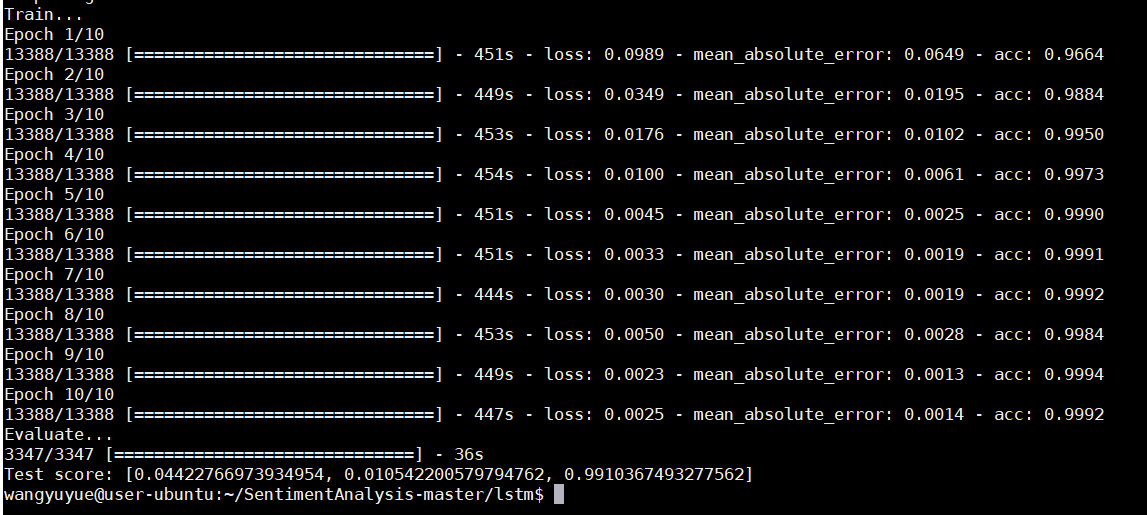 Train...
Epoch 1/10
13388/13388 [==============================] - 451s - loss: 0.0989 - mean_absolute_error: 0.0649 - acc: 0.9664
Epoch 2/10
13388/13388 [==============================] - 449s - loss: 0.0349 - mean_absolute_error: 0.0195 - acc: 0.9884
Epoch 3/10
13388/13388 [==============================] - 453s - loss: 0.0176 - mean_absolute_error: 0.0102 - acc: 0.9950
Epoch 4/10
13388/13388 [==============================] - 454s - loss: 0.0100 - mean_absolute_error: 0.0061 - acc: 0.9973
Epoch 5/10
13388/13388 [==============================] - 451s - loss: 0.0045 - mean_absolute_error: 0.0025 - acc: 0.9990
Epoch 6/10
13388/13388 [==============================] - 451s - loss: 0.0033 - mean_absolute_error: 0.0019 - acc: 0.9991
Epoch 7/10
13388/13388 [==============================] - 444s - loss: 0.0030 - mean_absolute_error: 0.0019 - acc: 0.9992
Epoch 8/10
13388/13388 [==============================] - 453s - loss: 0.0050 - mean_absolute_error: 0.0028 - acc: 0.9984
Epoch 9/10
13388/13388 [==============================] - 449s - loss: 0.0023 - mean_absolute_error: 0.0013 - acc: 0.9994
Epoch 10/10
13388/13388 [==============================] - 447s - loss: 0.0025 - mean_absolute_error: 0.0014 - acc: 0.9992
Evaluate...
3347/3347 [==============================] - 36s
Test score: [0.04422766973934954, 0.010542200579794762, 0.9910367493277562]
wangyuyue@user-ubuntu:~/SentimentAnalysis-master/lstm$